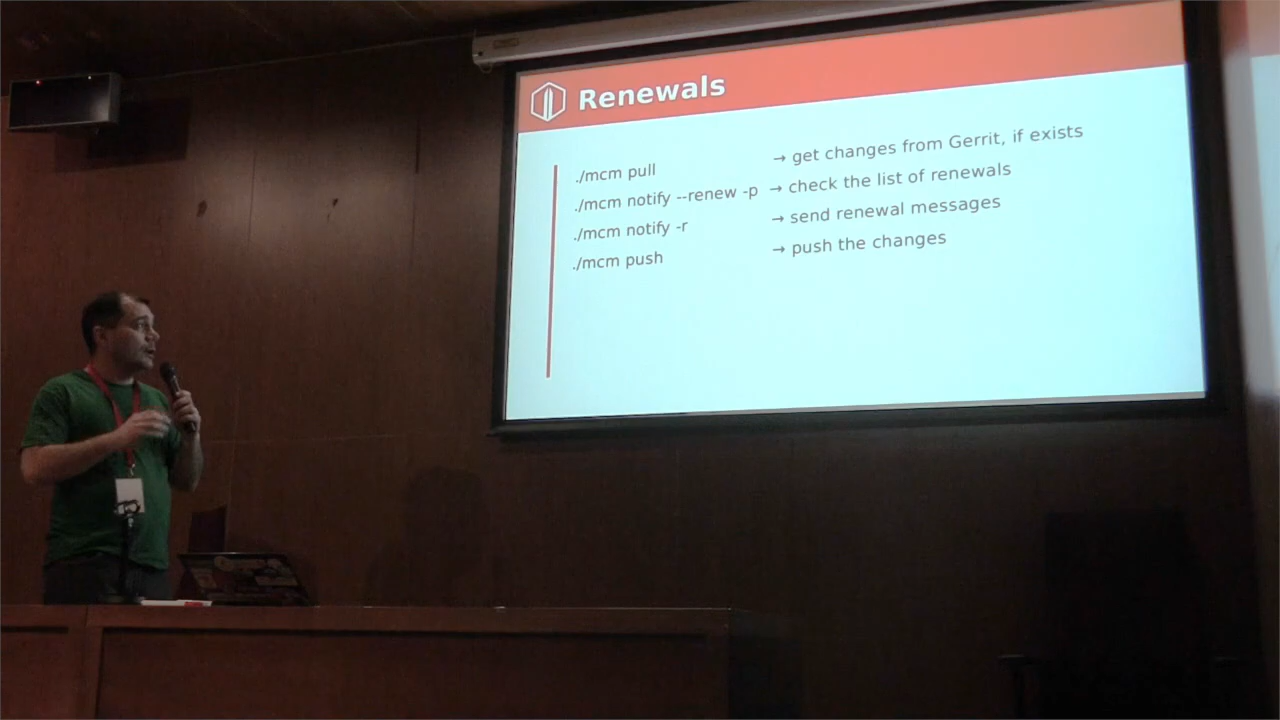 Renewals
./mcm pull → get changes from Gerrit, if exists
./mcm notify --renew -p → check the list of renewals
./mcm notify -r → send renewal messages
./mcm push → push the changes